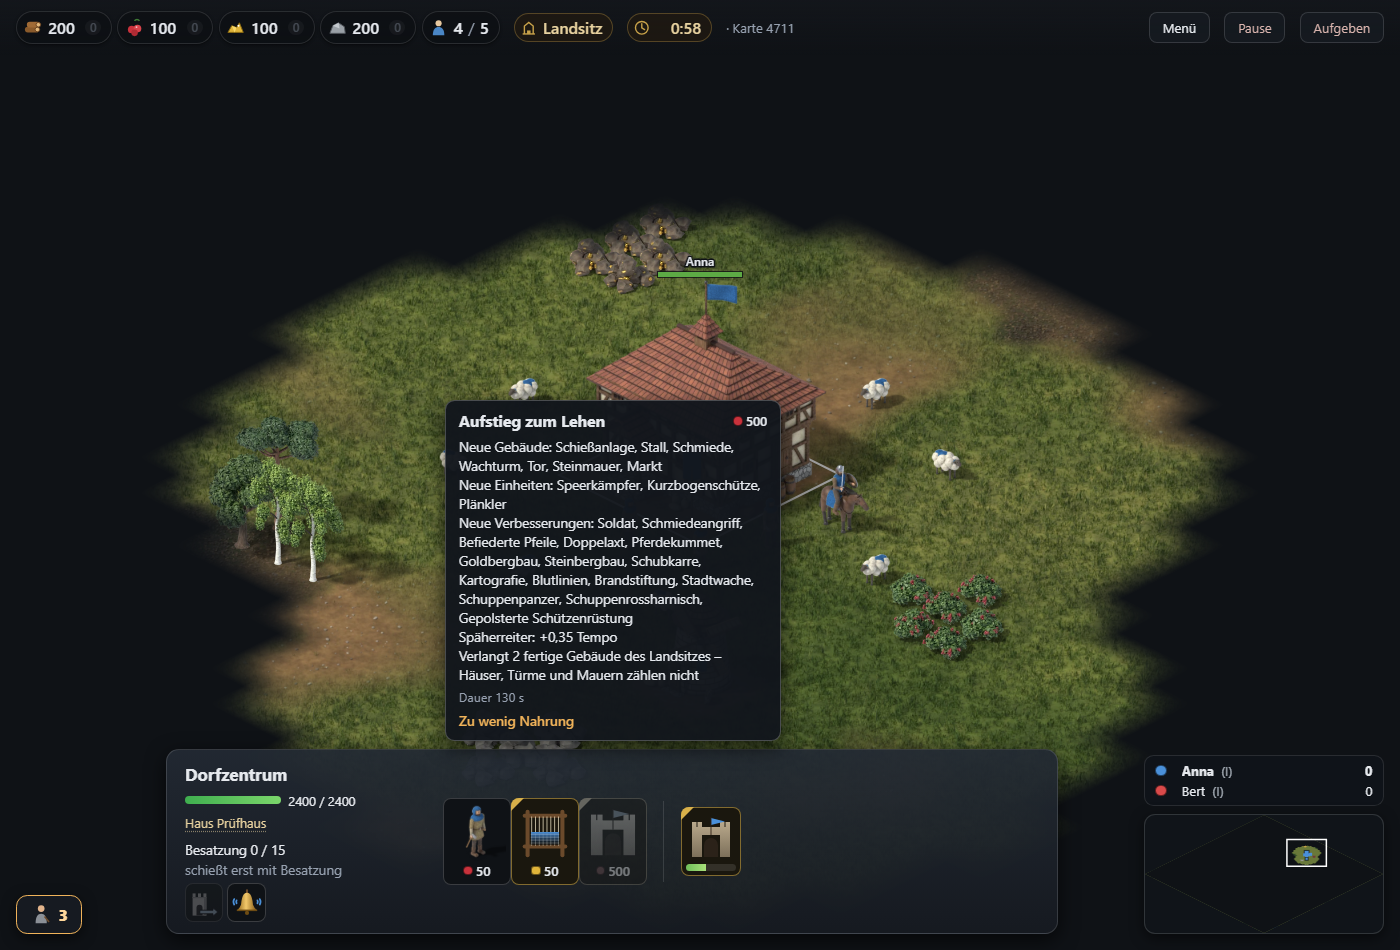 200 0 100 0 100 0 200 0 4 / 5 Landsitz 0:58 · Karte 4711 Menü Pause Aufgeben
Anna
Aufstieg zum Lehen 500
Neue Gebäude: Schießanlage, Stall, Schmiede,
Wachturm, Tor, Steinmauer, Markt
Neue Einheiten: Speerkämpfer, Kurzbogenschütze,
Plänkler
Neue Verbesserungen: Soldat, Schmiedeangriff,
Befiederte Pfeile, Doppelaxt, Pferdekummet,
Goldbergbau, Steinbergbau, Schubkarre,
Kartografie, Blutlinien, Brandstiftung, Stadtwache,
Schuppenpanzer, Schuppenrossharnisch,
Gepolsterte Schützenrüstung
Späherreiter: +0,35 Tempo
Verlangt 2 fertige Gebäude des Landsitzes –
Häuser, Türme und Mauern zählen nicht
Dauer 130 s
Zu wenig Nahrung
Dorfzentrum
2400 / 2400
Haus Prüfhaus
Besatzung 0 / 15
schießt erst mit Besatzung
50 50 500
3
Anna (I) 0
Bert (I) 0